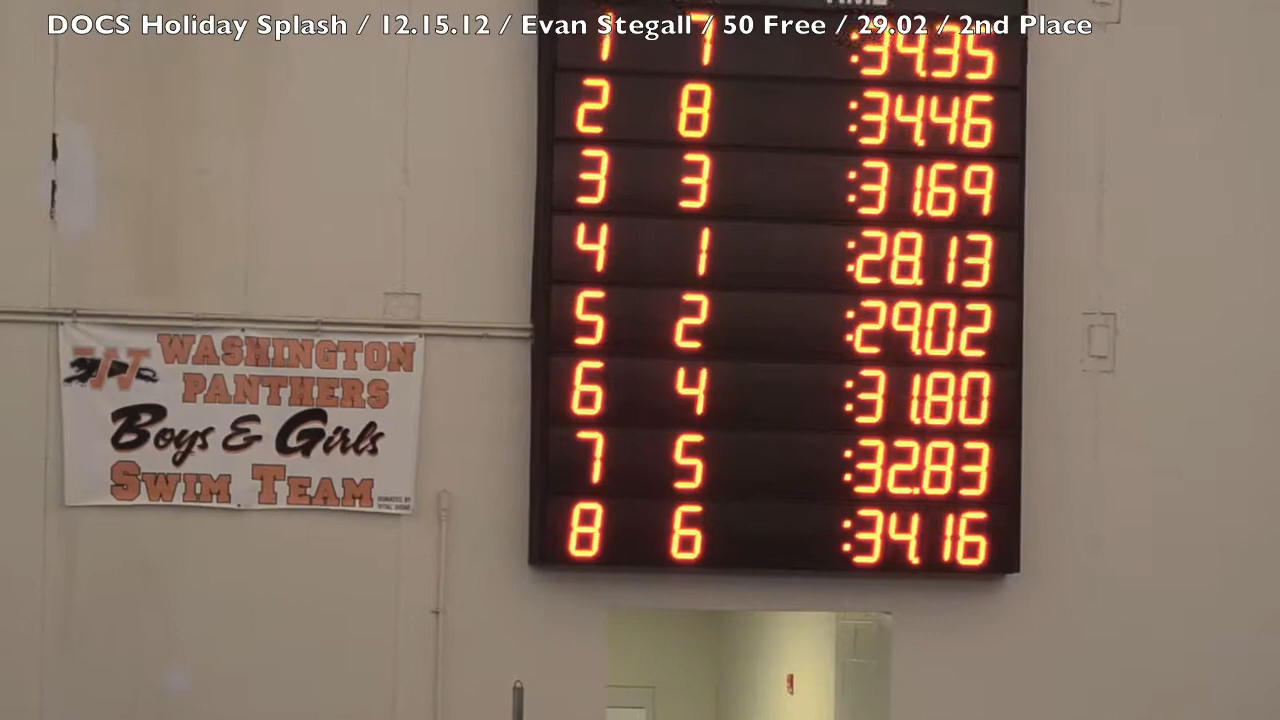 DOCS Holiday Splash / 12.15.12 / Evan Stegall / 50 Free / 29.02 / 2nd Place
1 7 :34.35
2 8 :34.46
3 3 :31.69
4 1 :28.13
5 2 :29.02
6 4 :31.80
7 5 :32.83
8 6 :34.16
WASHINGTON
PANTHERS
Boys & Girls
SWIM TEAM